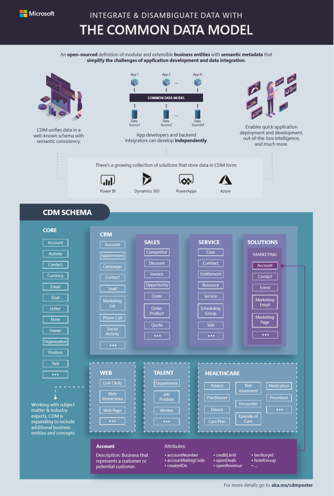 Microsoft
INTEGRATE & DISAMBIGUATE DATA WITH
THE COMMON DATA MODEL
An open-sourced definition of modular and extensible business entities with semantic metadata that
simplify the challenges of application development and data integration.
App 1 App 2 App N
...
COMMON DATA MODEL
...
Data Source1 Data Source2 Data SourceM
CDM unifies data in a
well-known schema with
semantic consistency.
App developers and backend
integrators can develop independently.
Enables quick application
deployment and development,
out-of-the-box intelligence,
and much more.
There's a growing collection of solutions that store data in CDM form:
Power BI Dynamics 365 PowerApps Azure
CDM SCHEMA
CORE
Account
Activity
Contact
Currency
Email
Goal
Letter
Note
Owner
Organization
Position
Task
•••
Working with subject
matter & industry
experts, CDM is
expanding to include
additional business
entities and concepts
CRM
Account
Appointment
Campaign
Contact
Lead
Marketing
List
Phone Call
Social
Activity
•••
SALES
Competitor
Discount
Invoice
Opportunity
Order
Order
Product
Quote
•••
SERVICE
Case
Contract
Entitlement
Resource
Service
Scheduling
Group
Task
•••
SOLUTIONS
MARKETING
Account
Contact
Event
Marketing
Email
Marketing
Page
•••
WEB
Link Clicks
Web
Interactions
Web Page
•••
TALENT
Department
Job
Position
Worker
•••
HEALTHCARE
Patient
Practitioner
Device
Care Plan
Risk
Assessment
Encounter
Episode of
Care
Medication
Procedure
•••
Account
Description: Business that
represents a customer or
potential customer.
Attributes:
• accountNumber
• accountRatingCode
• createdOn
• creditLimit
• openDeals
• openRevenue
• territoryid
• hotelGroup
• ...
For more details go to aka.ms/cdmposter